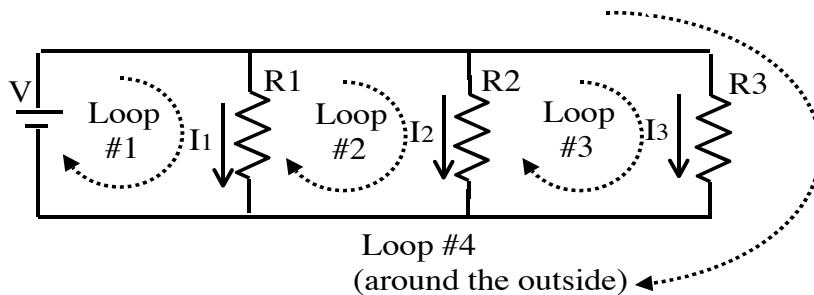 V
R1
R2
R3
Loop
#1
I1
Loop
#2
I2
Loop
#3
I3
Loop #4
(around the outside)